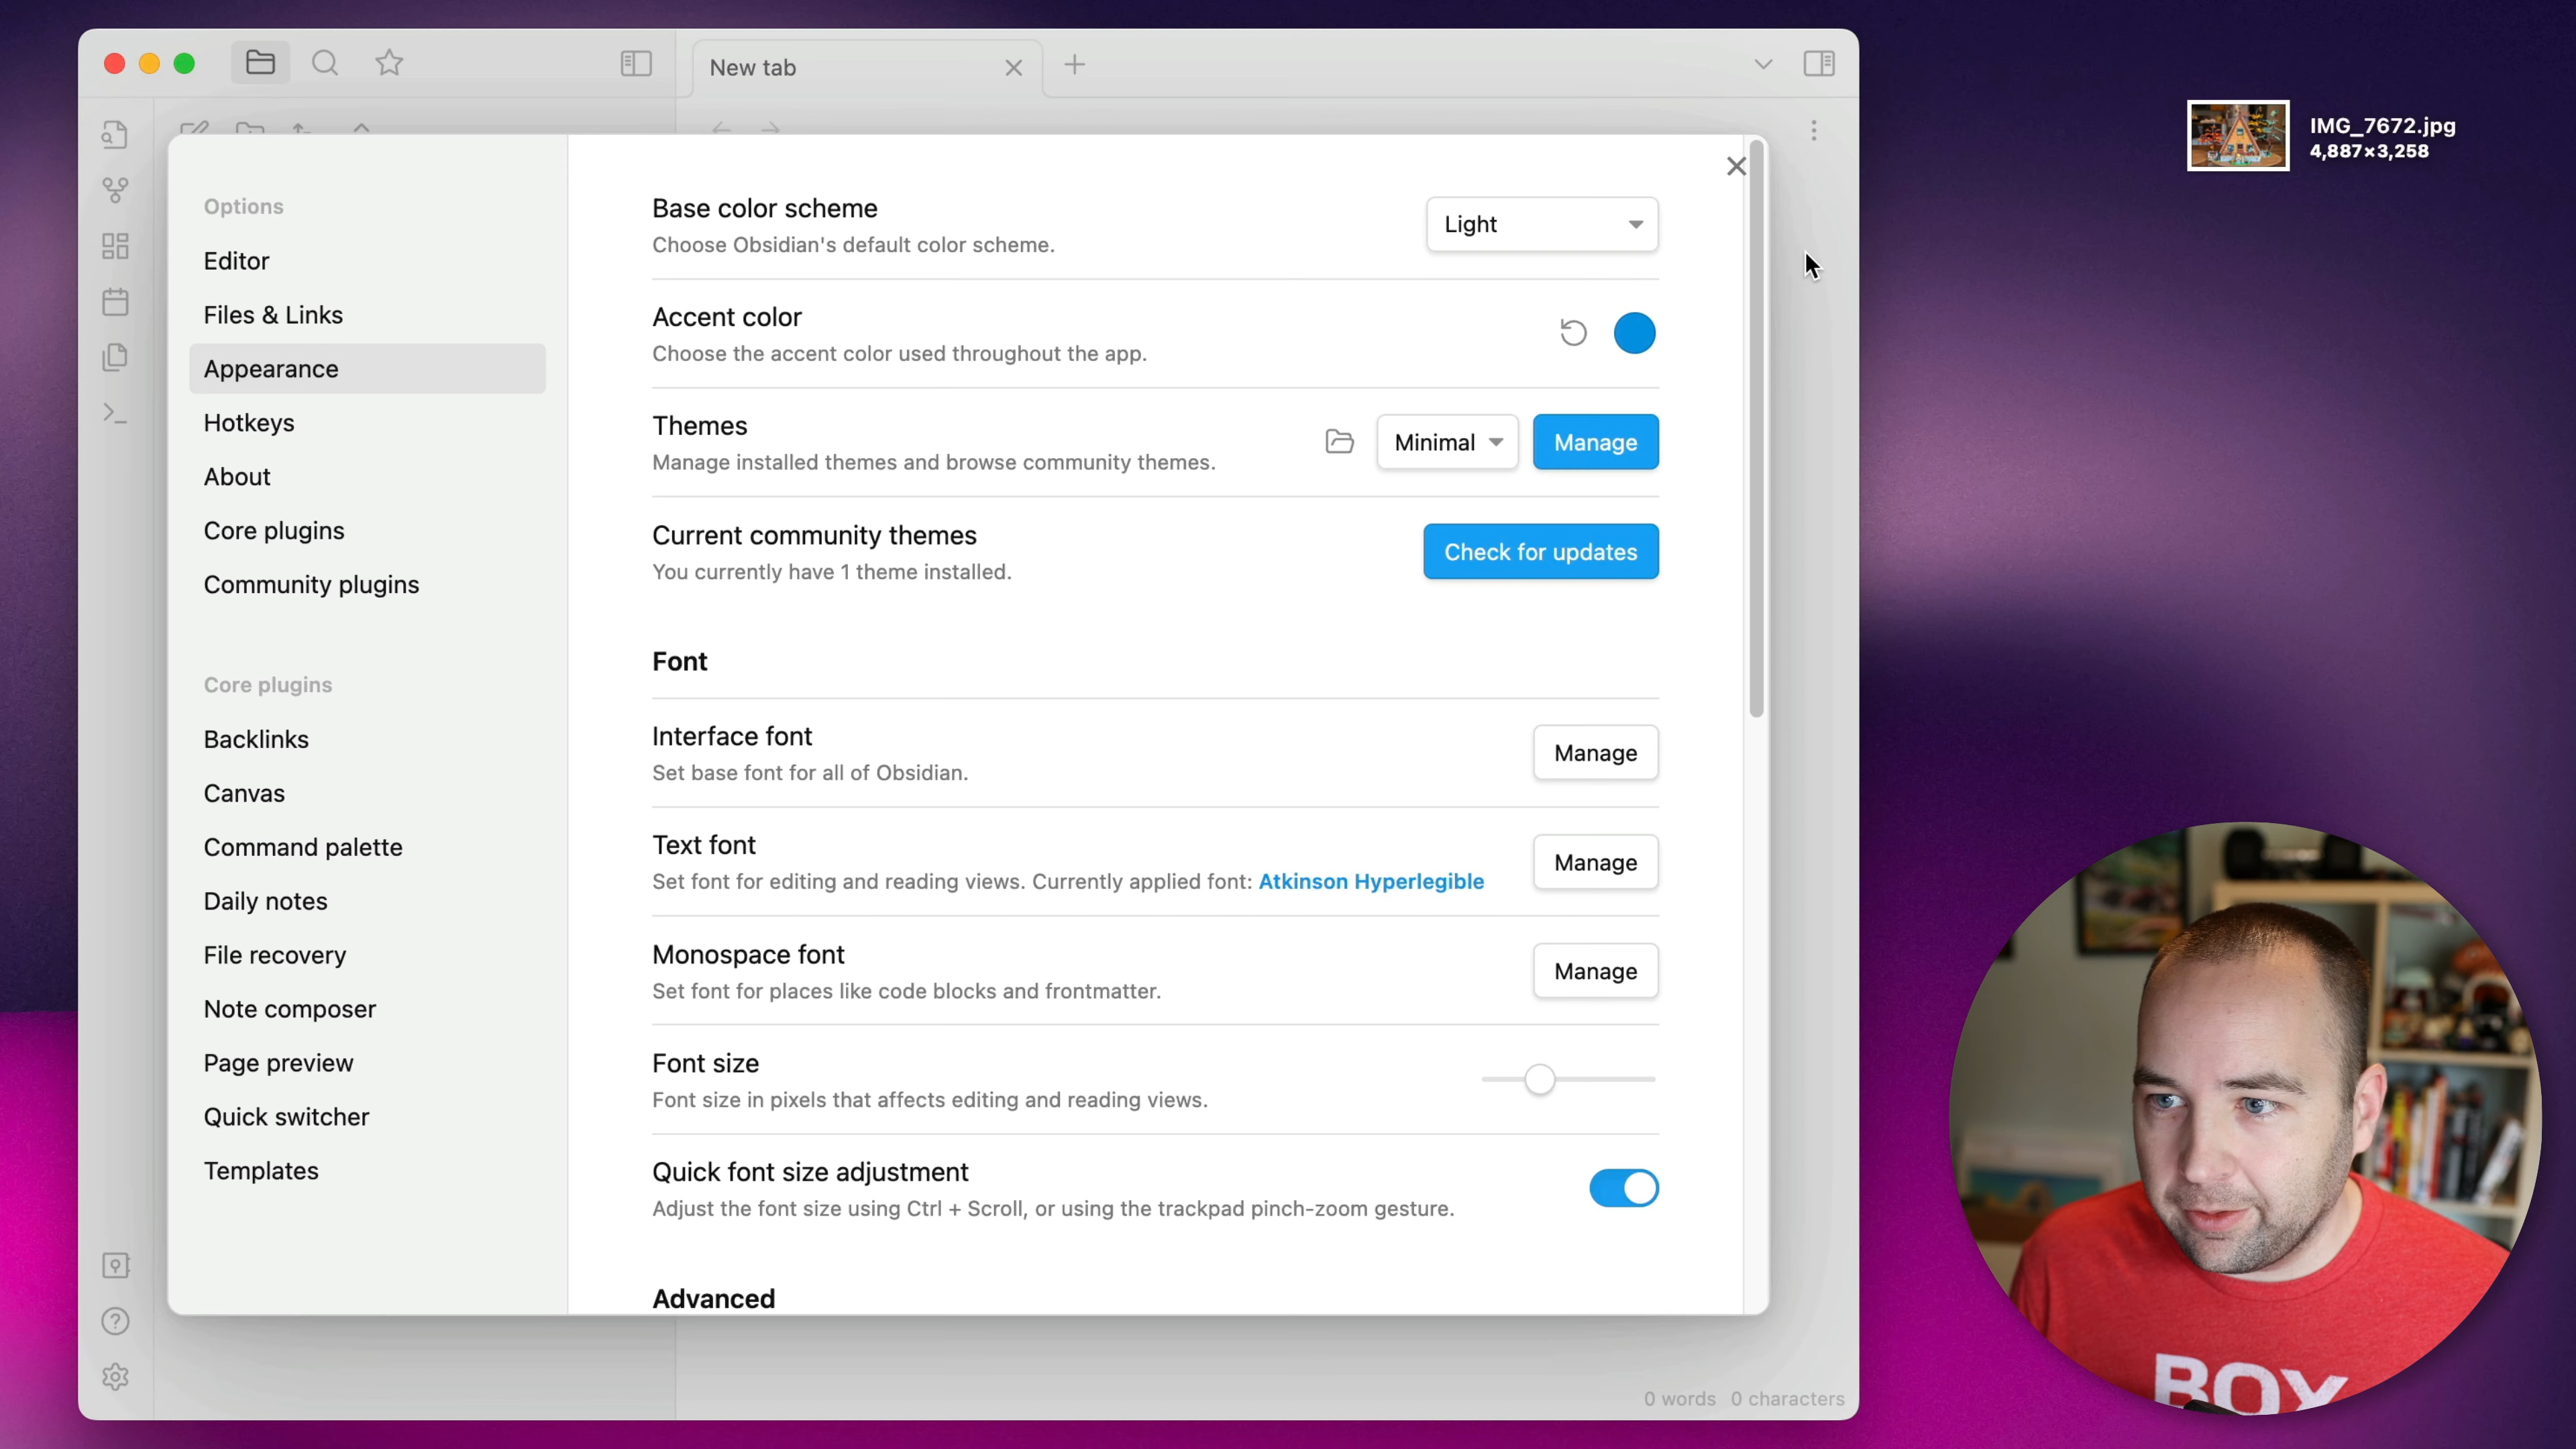 New tab
IMG_7672.jpg
4,887×3,258
Options
Editor
Files & Links
Appearance
Hotkeys
About
Core plugins
Community plugins
Core plugins
Backlinks
Canvas
Command palette
Daily notes
File recovery
Note composer
Page preview
Quick switcher
Templates
Base color scheme
Choose Obsidian's default color scheme.
Light
Accent color
Choose the accent color used throughout the app.
Themes
Manage installed themes and browse community themes.
Minimal
Manage
Current community themes
You currently have 1 theme installed.
Check for updates
Font
Interface font
Set base font for all of Obsidian.
Manage
Text font
Set font for editing and reading views. Currently applied font: Atkinson Hyperlegible
Manage
Monospace font
Set font for places like code blocks and frontmatter.
Manage
Font size
Font size in pixels that affects editing and reading views.
Quick font size adjustment
Adjust the font size using Ctrl + Scroll, or using the trackpad pinch-zoom gesture.
Advanced
0 words 0 characters
BOX